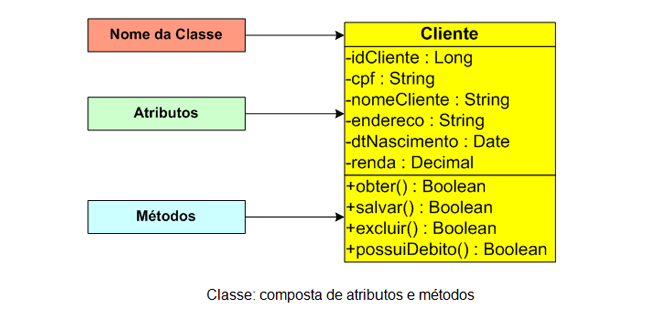 Nome da Classe
Cliente
-idCliente : Long
-cpf : String
-nomeCliente : String
Atributos
-endereco : String
-dtNascimento : Date
-renda : Decimal
+obter() : Boolean
+salvar() : Boolean
Métodos
+excluir() : Boolean
+possuiDebito() : Boolean
Classe: composta de atributos e métodos